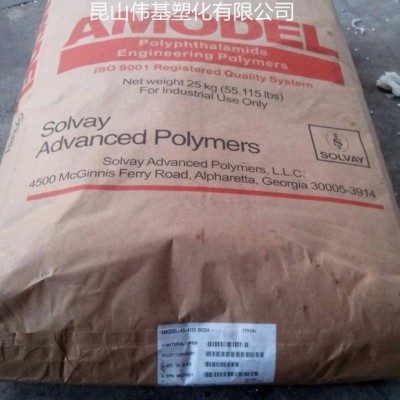 昆山伟基塑化有限公司
AMODEL
Polyphthalamide
Engineering Polymers
ISO 9001 Registered Quality System
Net weight 25 kg (55.115 lbs)
For Industrial Use Only
Solvay
Advanced Polymers
SOLVAY
Solvay Advanced Polymers, L.L.C.
4500 McGinnis Ferry Road, Alpharetta, Georgia 30005-3914